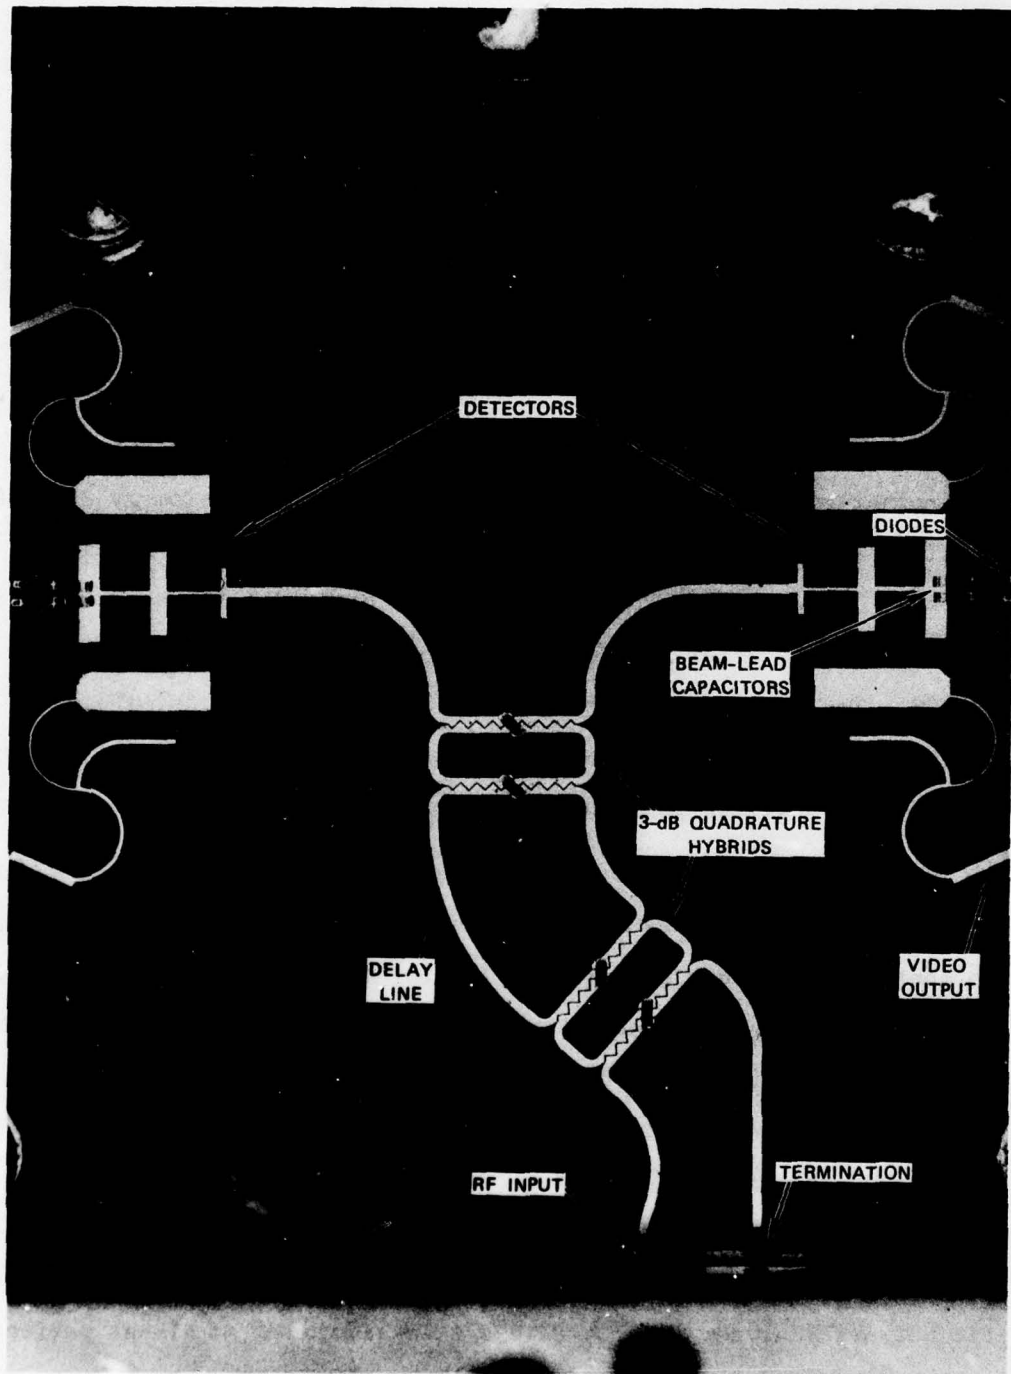 DETECTORS
DIODES
BEAM-LEAD
CAPACITORS
3-dB QUADRATURE
HYBRIDS
DELAY
LINE
VIDEO
OUTPUT
RF INPUT
TERMINATION